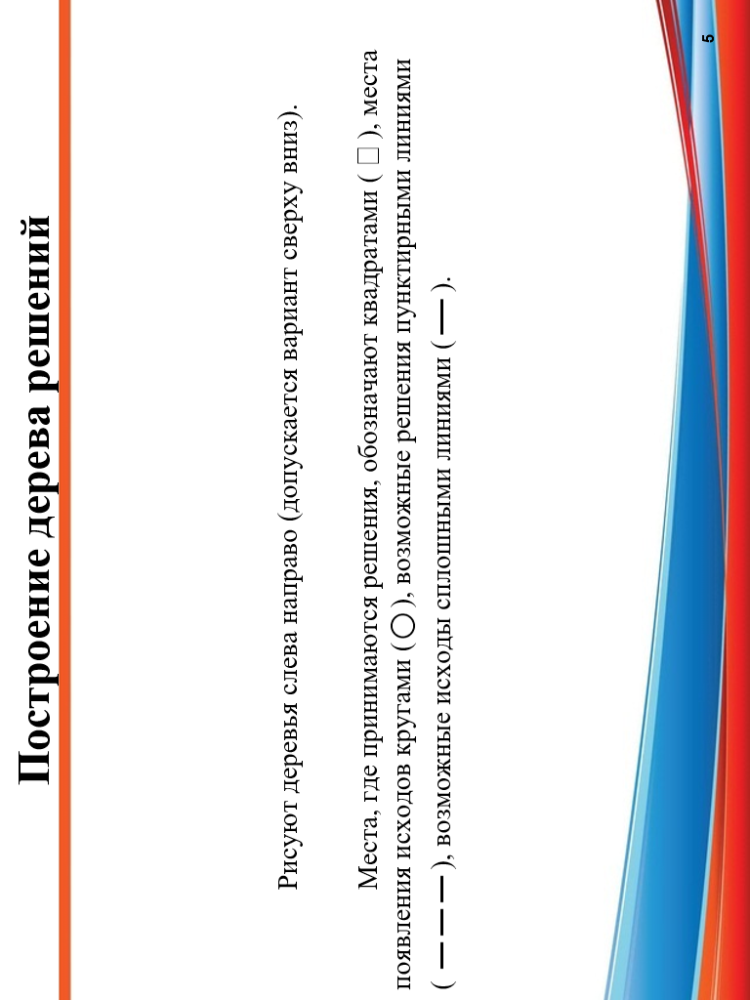 Построение дерева решений
Рисуют деревья слева направо (допускается вариант сверху вниз).
Места, где принимаются решения, обозначают квадратами ( □ ), места
появления исходов кругами ( ○ ), возможные решения пунктирными линиями
( — — — ), возможные исходы сплошными линиями ( — ).
5